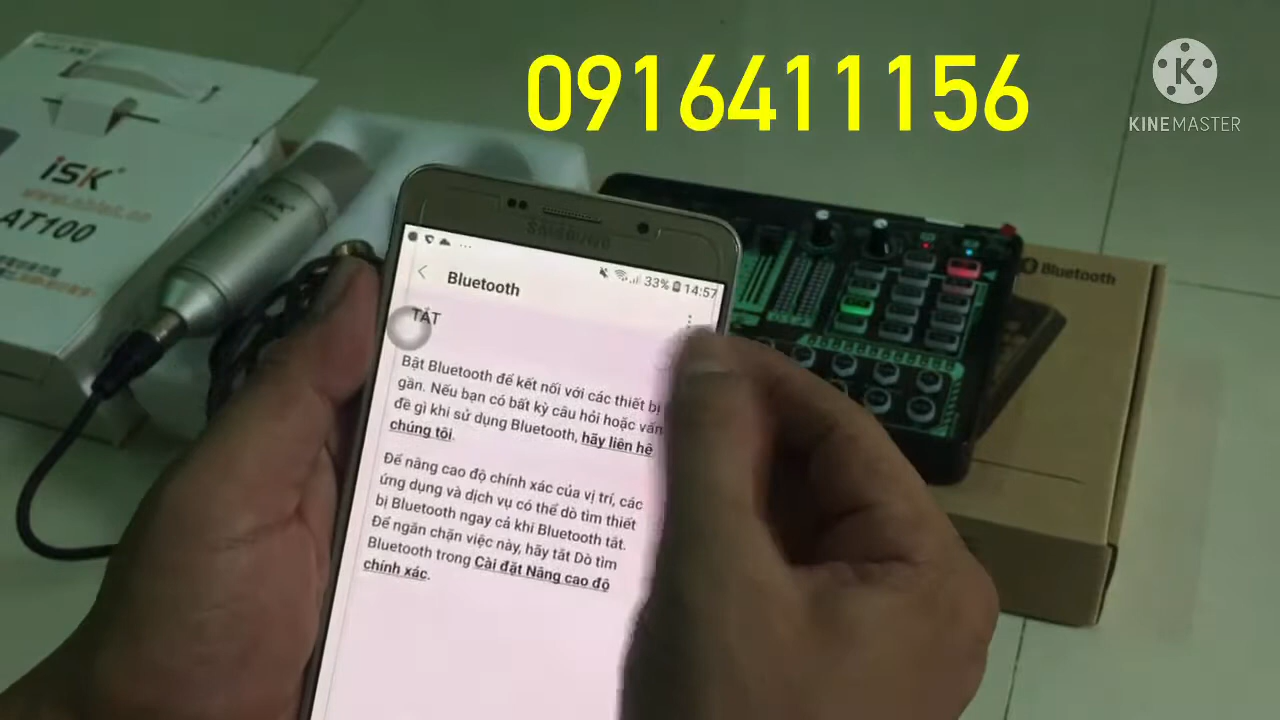 0916411156
K
KINEMASTER
iSK
AT100
iSK
SAMSUNG
33% 14:57
Bluetooth
TẮT
Bật Bluetooth để kết nối với các thiết bị
gần. Nếu bạn có bất kỳ câu hỏi hoặc vấn
đề gì khi sử dụng Bluetooth, hãy liên hệ
chúng tôi.
Để nâng cao độ chính xác của vị trí, các
ứng dụng và dịch vụ có thể dò tìm thiết
bị Bluetooth ngay cả khi Bluetooth tắt.
Để ngăn chặn việc này, hãy tắt Dò tìm
Bluetooth trong Cài đặt Nâng cao độ
chính xác.
Bluetooth